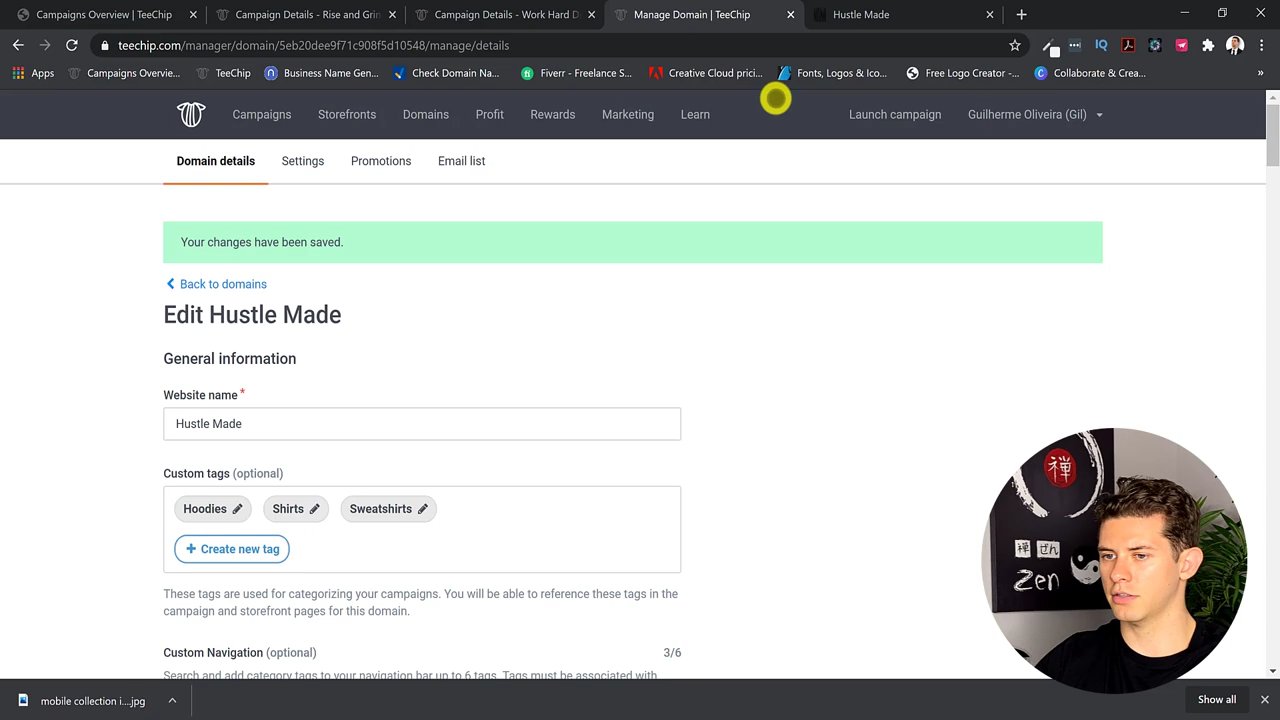 Campaigns Overview | TeeChip
Campaign Details - Rise and Grin
Campaign Details - Work Hard D
Manage Domain | TeeChip
Hustle Made
teechip.com/manager/domain/5eb20dee9f71c908f5d10548/manage/details
Apps
Campaigns Overvie...
TeeChip
Business Name Gen...
Check Domain Na...
Fiverr - Freelance S...
Creative Cloud prici...
Fonts, Logos & Ico...
Free Logo Creator -...
Collaborate & Crea...
Campaigns
Storefronts
Domains
Profit
Rewards
Marketing
Learn
Launch campaign
Guilherme Oliveira (Gil)
Domain details
Settings
Promotions
Email list
Your changes have been saved.
Back to domains
Edit Hustle Made
General information
Website name *
Hustle Made
Custom tags (optional)
Hoodies
Shirts
Sweatshirts
+ Create new tag
These tags are used for categorizing your campaigns. You will be able to reference these tags in the
campaign and storefront pages for this domain.
Custom Navigation (optional)
3/6
Search and add category tags to your navigation bar up to 6 tags. Tags must be associated with
禅
禅 ぜん
Zen
mobile collection i....jpg
Show all